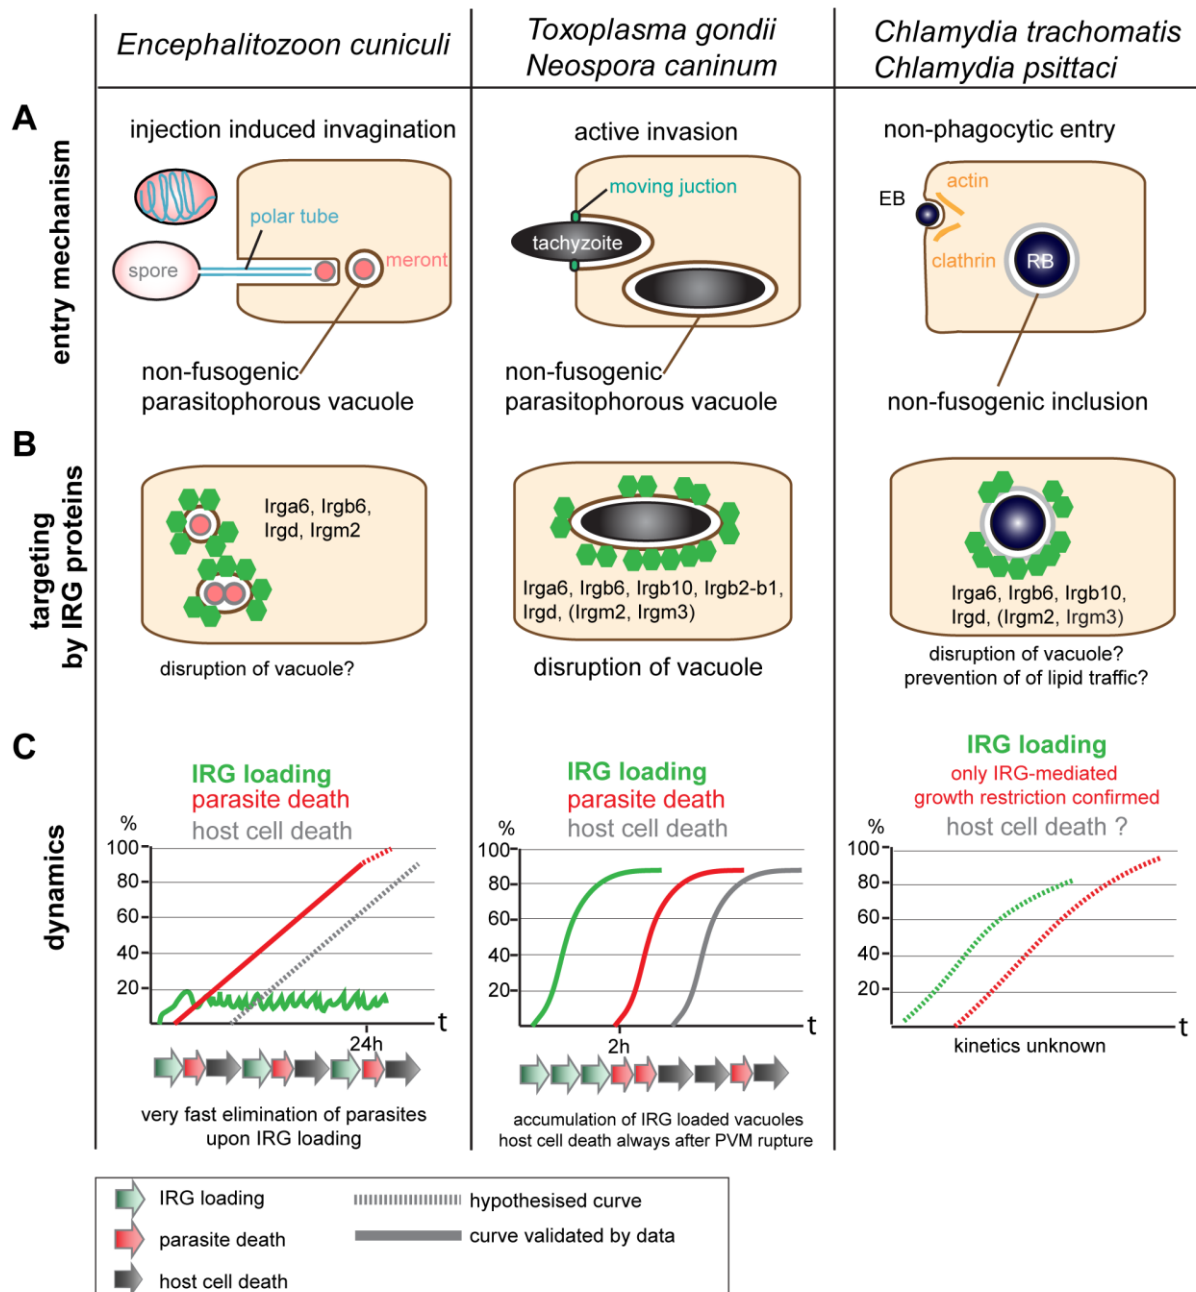 Encephalitozoon cuniculi
Toxoplasma gondii
Neospora caninum
Chlamydia trachomatis
Chlamydia psittaci
A
entry mechanism
injection induced invagination
polar tube
spore
meront
non-fusogenic
parasitophorous vacuole
active invasion
moving juction
tachyzoite
non-fusogenic
parasitophorous vacuole
non-phagocytic entry
EB
actin
clathrin
RB
non-fusogenic inclusion
B
targeting
by IRG proteins
Irga6, Irgb6,
Irgd, Irgm2
disruption of vacuole?
Irga6, Irgb6, Irgb10, Irgb2-b1,
Irgd, (Irgm2, Irgm3)
disruption of vacuole
Irga6, Irgb6, Irgb10,
Irgd, (Irgm2, Irgm3)
disruption of vacuole?
prevention of of lipid traffic?
C
dynamics
IRG loading
parasite death
host cell death
%
100
80
60
40
20
t
24h
very fast elimination of parasites
upon IRG loading
IRG loading
parasite death
host cell death
%
100
80
60
40
20
t
2h
accumulation of IRG loaded vacuoles
host cell death always after PVM rupture
IRG loading
only IRG-mediated
growth restriction confirmed
host cell death ?
%
100
80
60
40
20
t
kinetics unknown
IRG loading
parasite death
host cell death
hypothesised curve
curve validated by data